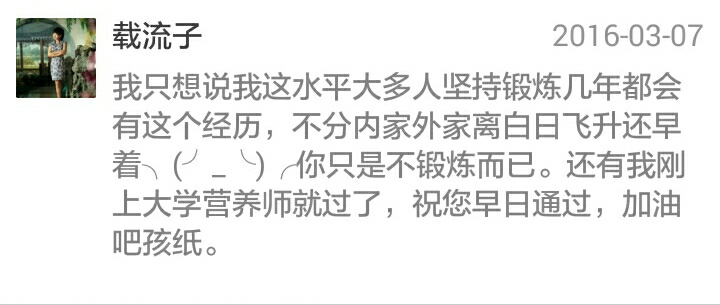 载流子
2016-03-07
我只想说我这水平大多人坚持锻炼几年都会
有这个经历，不分内家外家离白日飞升还早
着╮(╯_╰)╭你只是不锻炼而已。还有我刚
上大学营养师就过了，祝您早日通过，加油
吧孩纸。